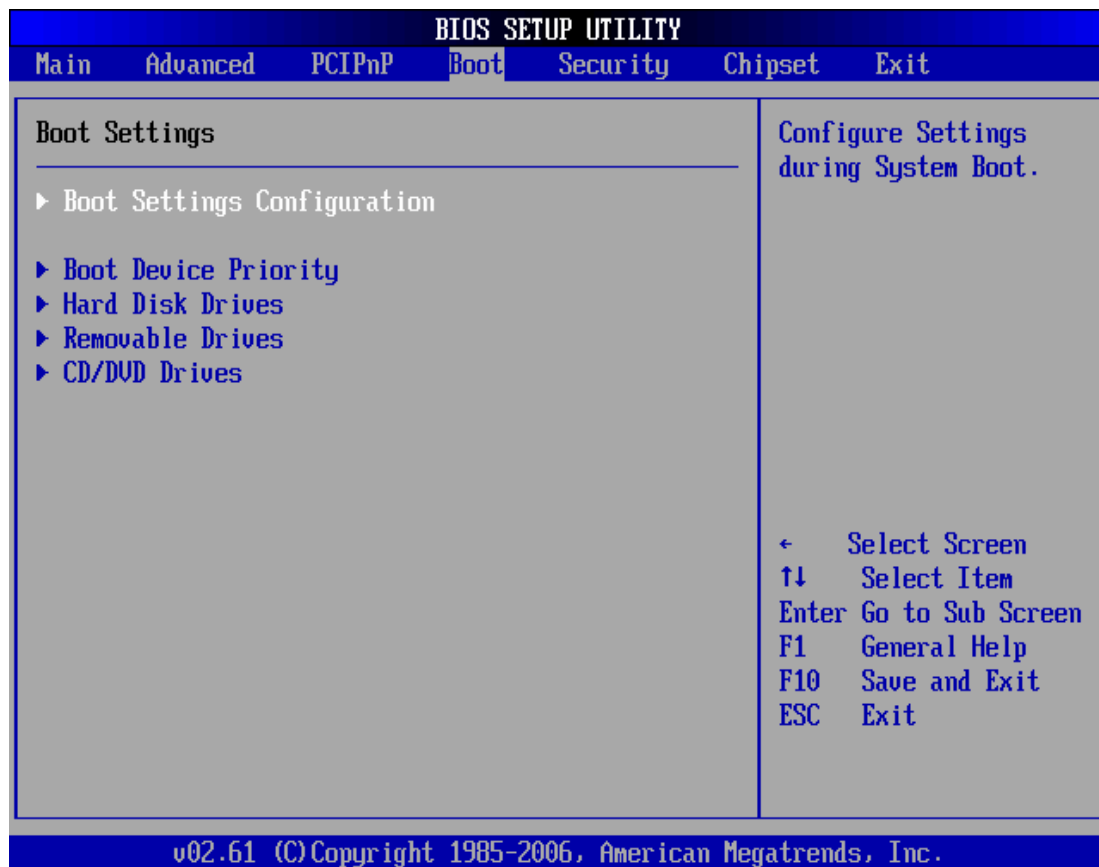 BIOS SETUP UTILITY
Main Advanced PCIPnP Boot Security Chipset Exit
Boot Settings
▶ Boot Settings Configuration
▶ Boot Device Priority
▶ Hard Disk Drives
▶ Removable Drives
▶ CD/DVD Drives
Configure Settings
during System Boot.
← Select Screen
↑↓ Select Item
Enter Go to Sub Screen
F1 General Help
F10 Save and Exit
ESC Exit
v02.61 (C)Copyright 1985-2006, American Megatrends, Inc.